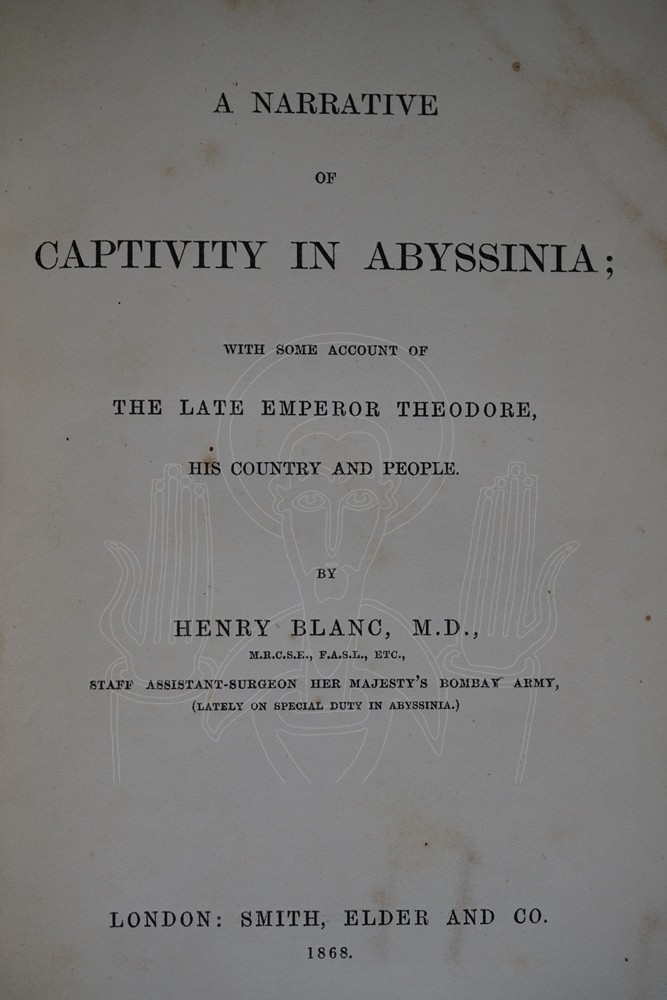 A NARRATIVE
OF
CAPTIVITY IN ABYSSINIA;
WITH SOME ACCOUNT OF
THE LATE EMPEROR THEODORE,
HIS COUNTRY AND PEOPLE.
BY
HENRY BLANC, M.D.,
M.R.C.S.E., F.A.S.L., ETC.,
STAFF ASSISTANT-SURGEON HER MAJESTY'S BOMBAY ARMY,
(LATELY ON SPECIAL DUTY IN ABYSSINIA.)
LONDON: SMITH, ELDER AND CO.
1868.